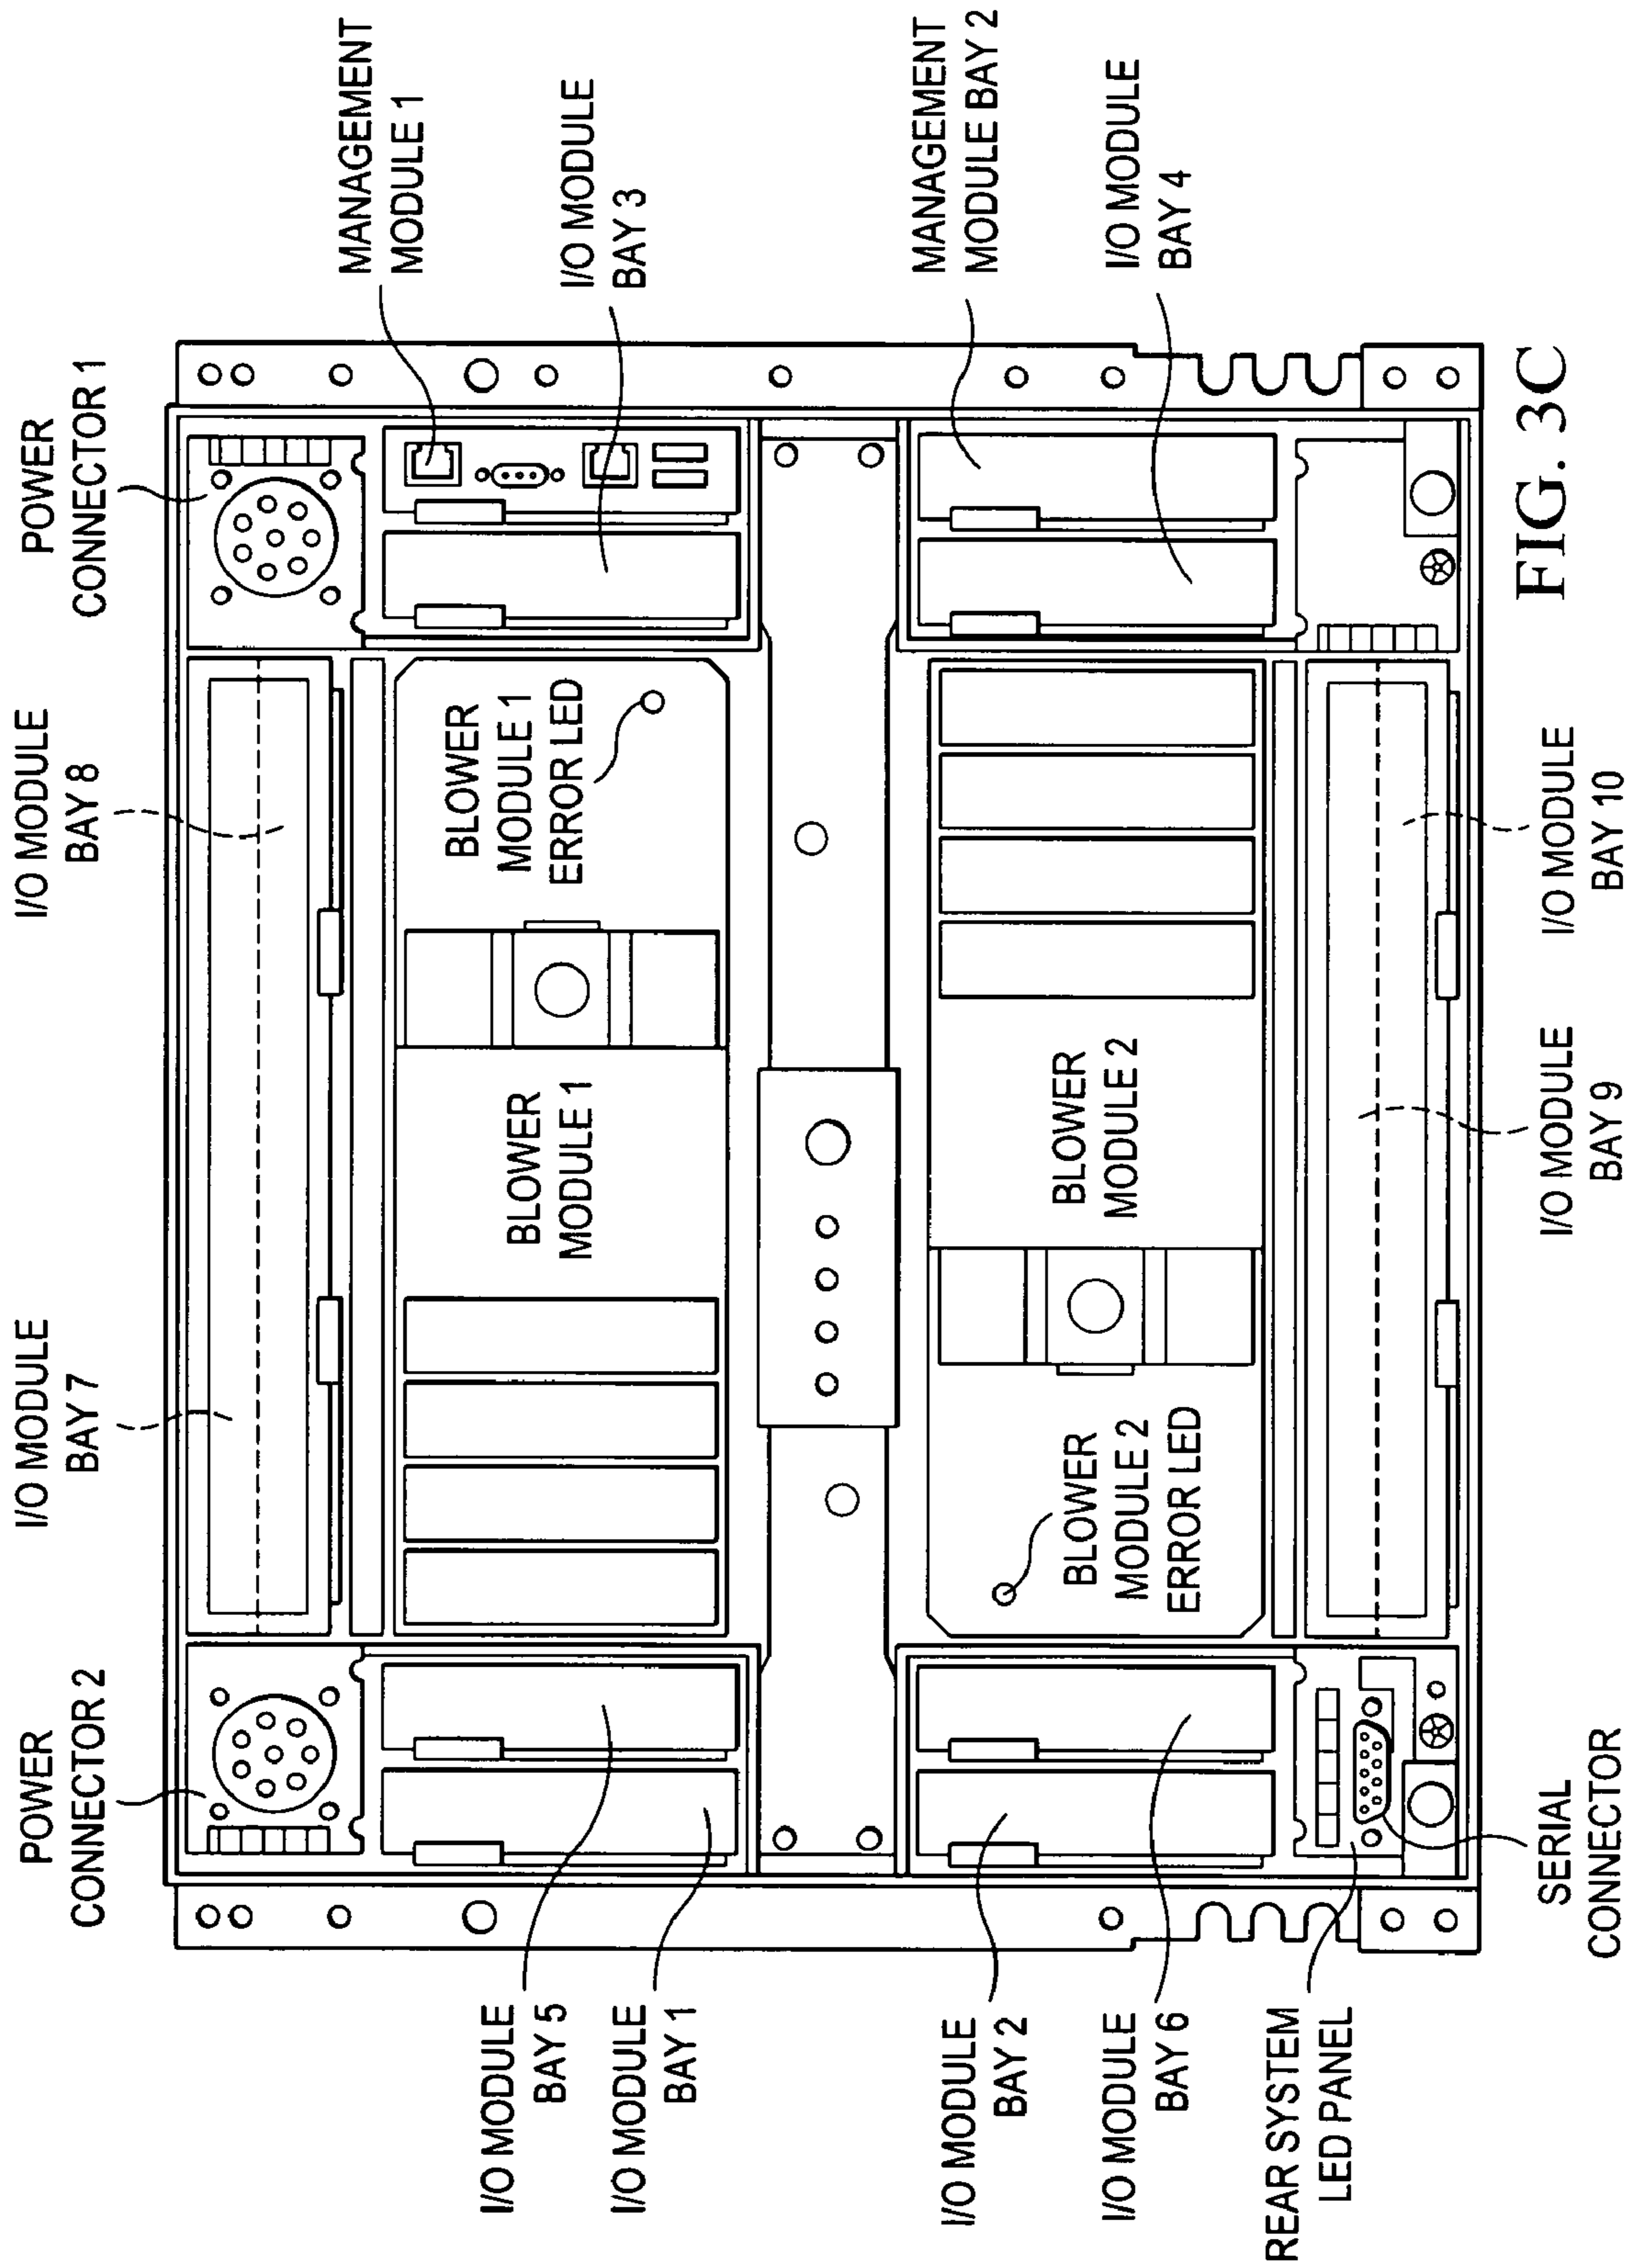 POWER
CONNECTOR 2
I/O MODULE
BAY 7
I/O MODULE
BAY 8
POWER
CONNECTOR 1
MANAGEMENT
MODULE 1
I/O MODULE
BAY 3
MANAGEMENT
MODULE BAY 2
I/O MODULE
BAY 4
I/O MODULE
BAY 5
I/O MODULE
BAY 1
I/O MODULE
BAY 2
I/O MODULE
BAY 6
REAR SYSTEM
LED PANEL
BLOWER
MODULE 1
BLOWER
MODULE 1
ERROR LED
BLOWER
MODULE 2
ERROR LED
BLOWER
MODULE 2
SERIAL
CONNECTOR
I/O MODULE
BAY 9
I/O MODULE
BAY 10
FIG. 3C